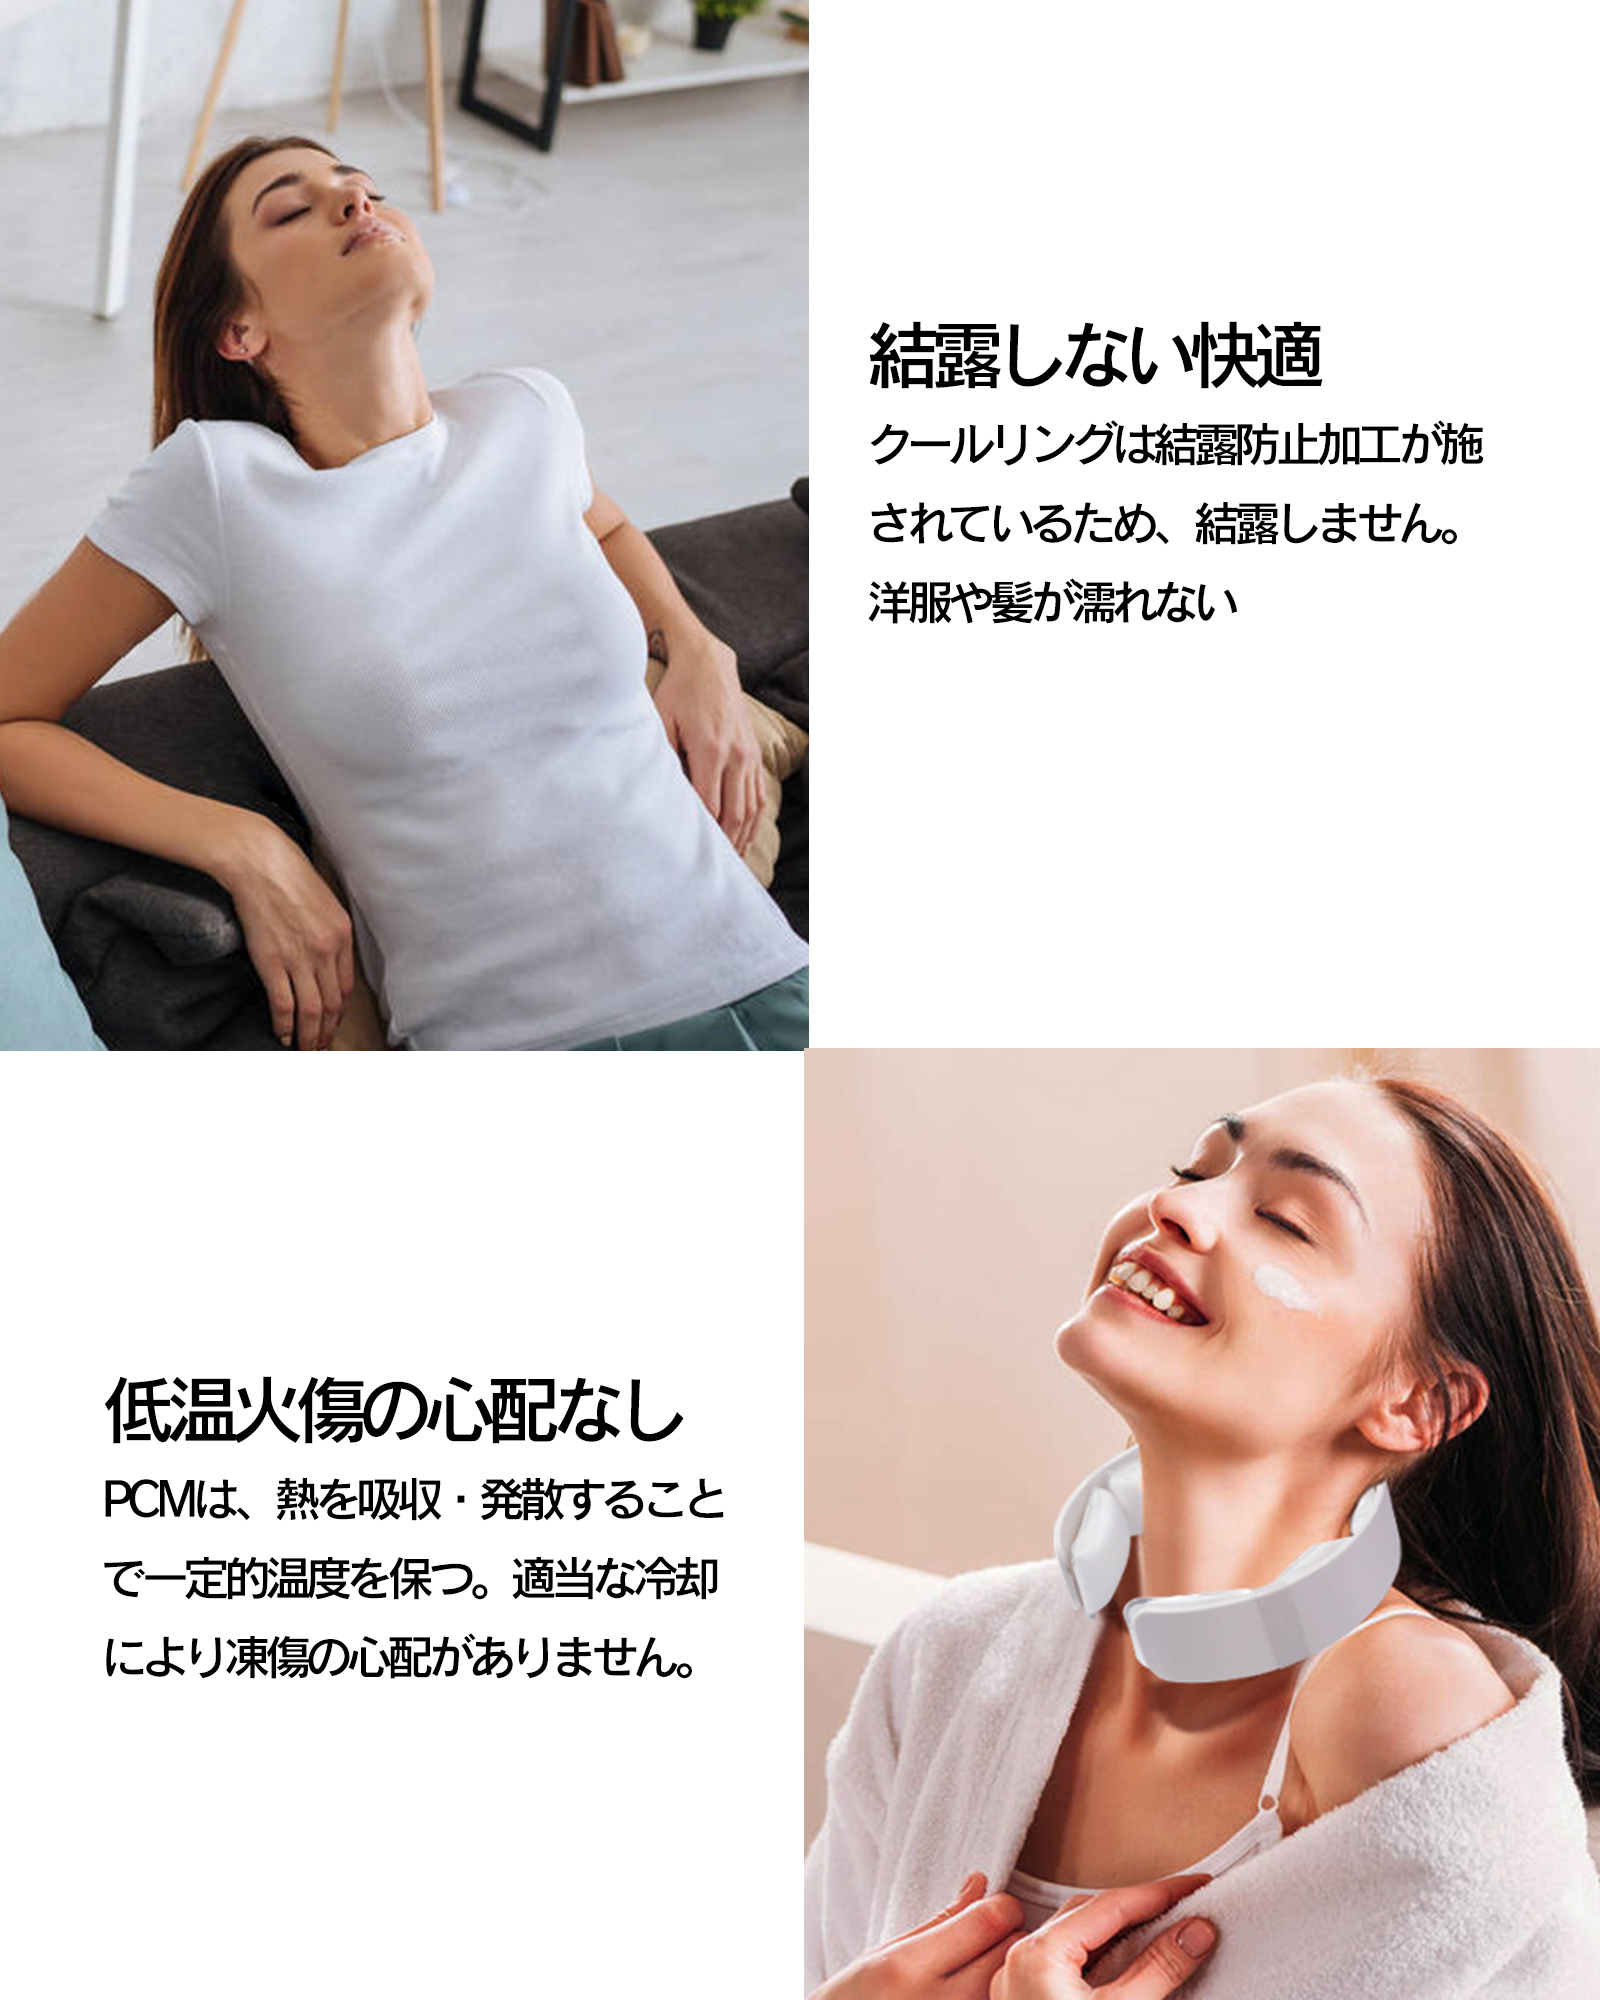 結露しない快適
クールリングは結露防止加工が施
されているため、結露しません。
洋服や髪が濡れない
低温火傷の心配なし
PCMは、熱を吸収・発散すること
で一定的温度を保つ。適当な冷却
により凍傷の心配がありません。